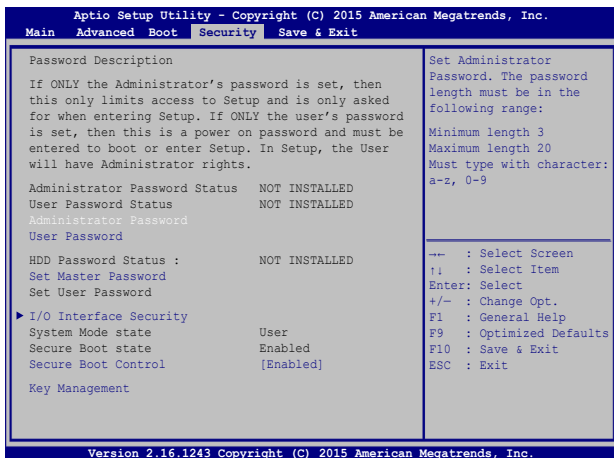 Aptio Setup Utility - Copyright (C) 2015 American Megatrends, Inc.
Main Advanced Boot Security Save & Exit
Password Description
If ONLY the Administrator's password is set, then
this only limits access to Setup and is only asked
for when entering Setup. If ONLY the user's password
is set, then this is a power on password and must be
entered to boot or enter Setup. In Setup, the User
will have Administrator rights.
Administrator Password Status NOT INSTALLED
User Password Status NOT INSTALLED
Administrator Password
User Password
HDD Password Status : NOT INSTALLED
Set Master Password
Set User Password
▶ I/O Interface Security
System Mode state User
Secure Boot state Enabled
Secure Boot Control [Enabled]
Key Management
Set Administrator
Password. The password
length must be in the
following range:
Minimum length 3
Maximum length 20
Must type with character:
a-z, 0-9
→← : Select Screen
↑↓ : Select Item
Enter: Select
+/— : Change Opt.
F1 : General Help
F9 : Optimized Defaults
F10 : Save & Exit
ESC : Exit
Version 2.16.1243 Copyright (C) 2015 American Megatrends, Inc.